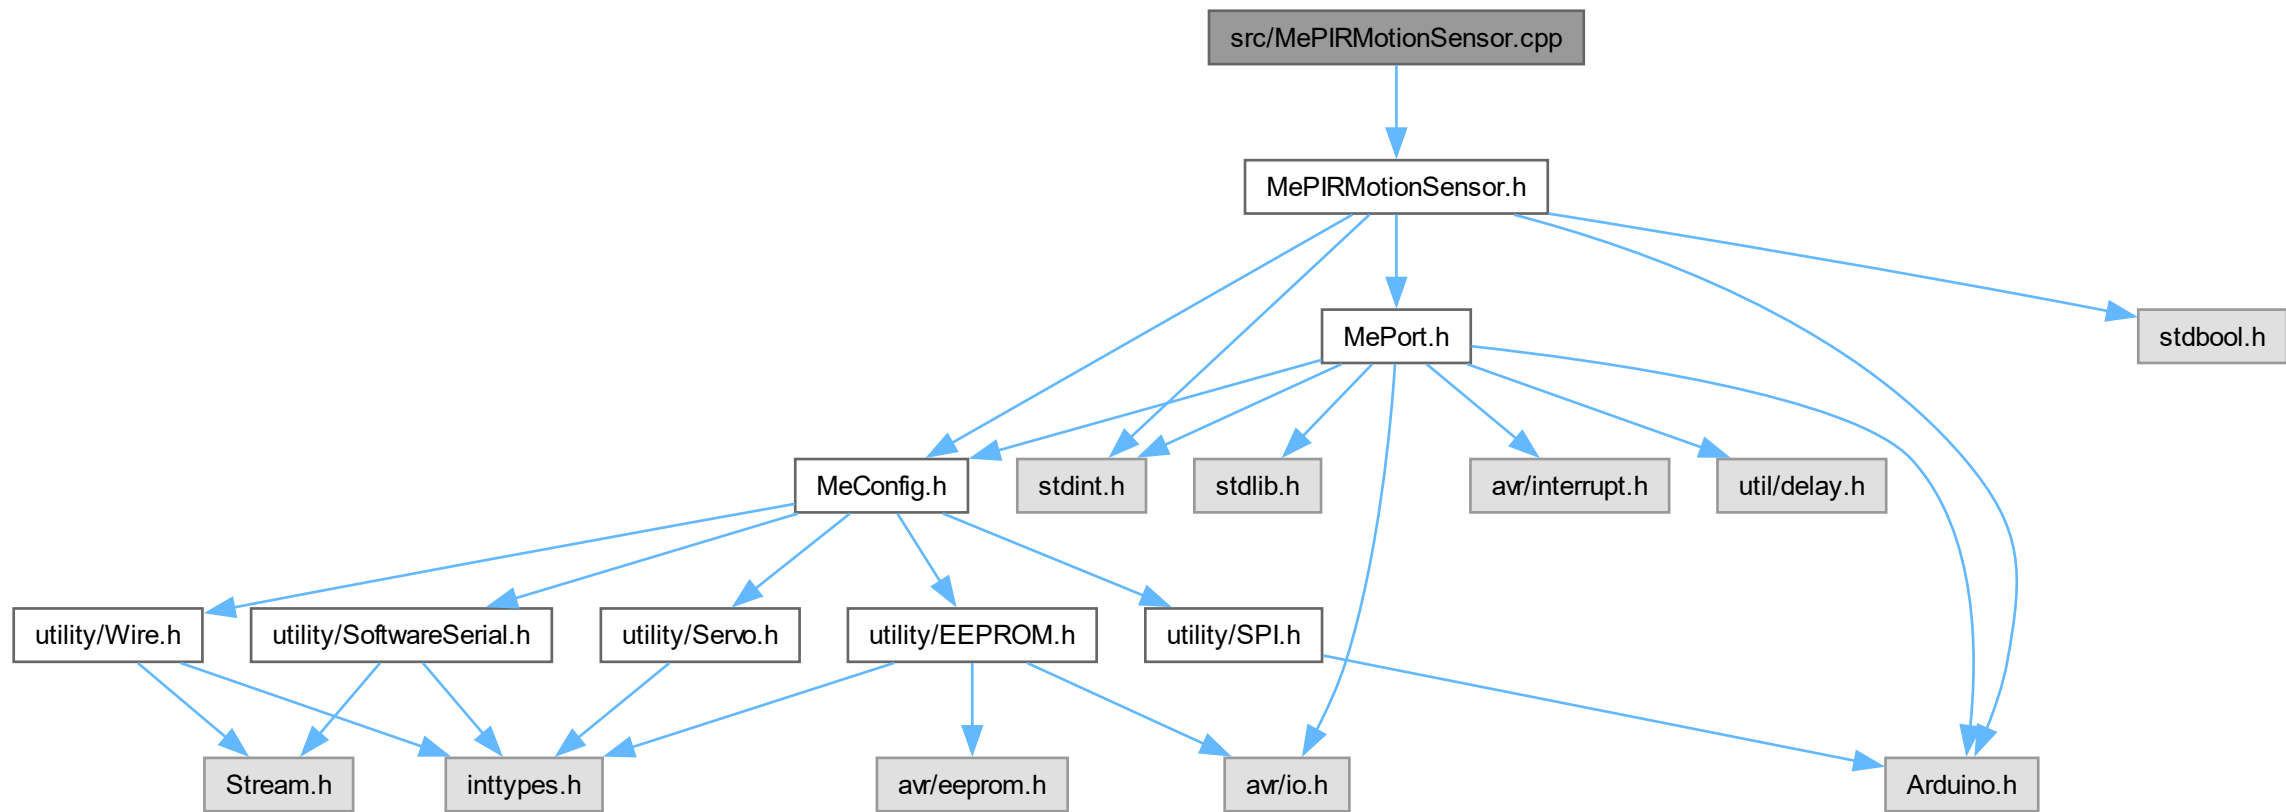 src/MePIRMotionSensor.cpp
MePIRMotionSensor.h
MePort.h
stdbool.h
MeConfig.h
stdint.h
stdlib.h
avr/interrupt.h
util/delay.h
utility/Wire.h
utility/SoftwareSerial.h
utility/Servo.h
utility/EEPROM.h
utility/SPI.h
Stream.h
inttypes.h
avr/eeprom.h
avr/io.h
Arduino.h